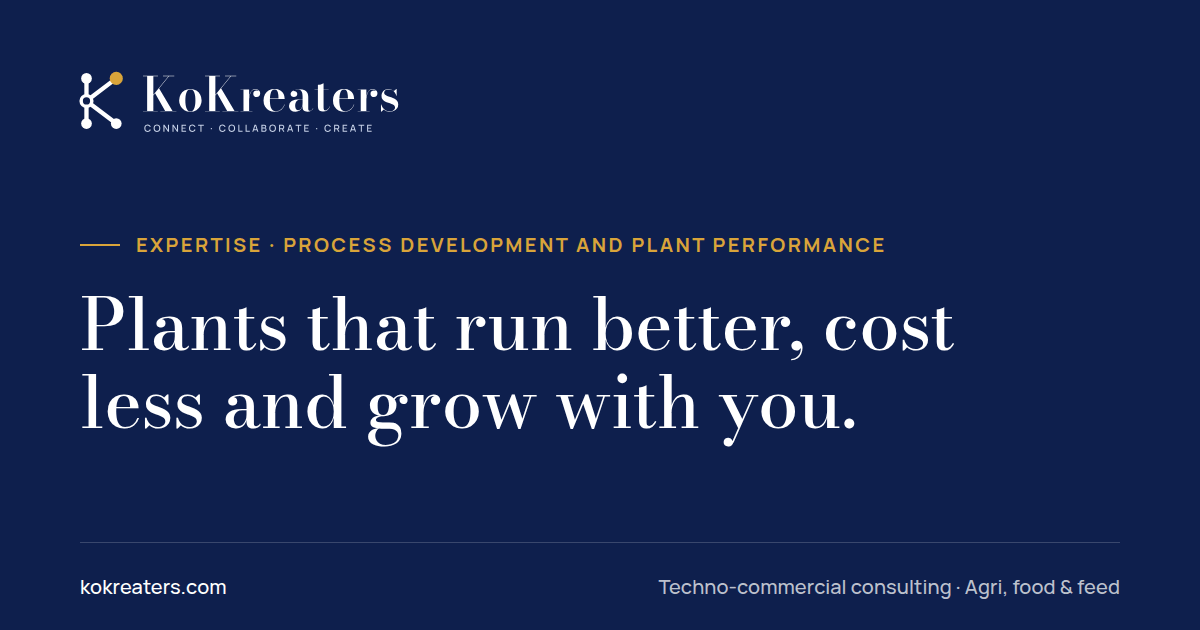 KoKreaters
CONNECT · COLLABORATE · CREATE
EXPERTISE · PROCESS DEVELOPMENT AND PLANT PERFORMANCE
Plants that run better, cost
less and grow with you.
kokreaters.com
Techno-commercial consulting · Agri, food & feed